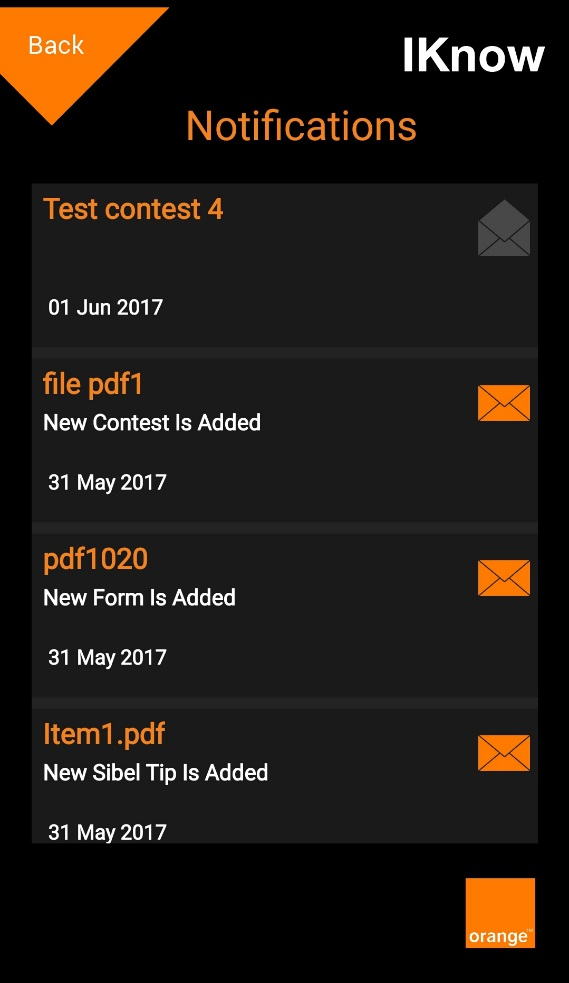 Back
IKnow
Notifications
Test contest 4
01 Jun 2017
file pdf1
New Contest Is Added
31 May 2017
pdf1020
New Form Is Added
31 May 2017
Item1.pdf
New Sibel Tip Is Added
31 May 2017
orange™